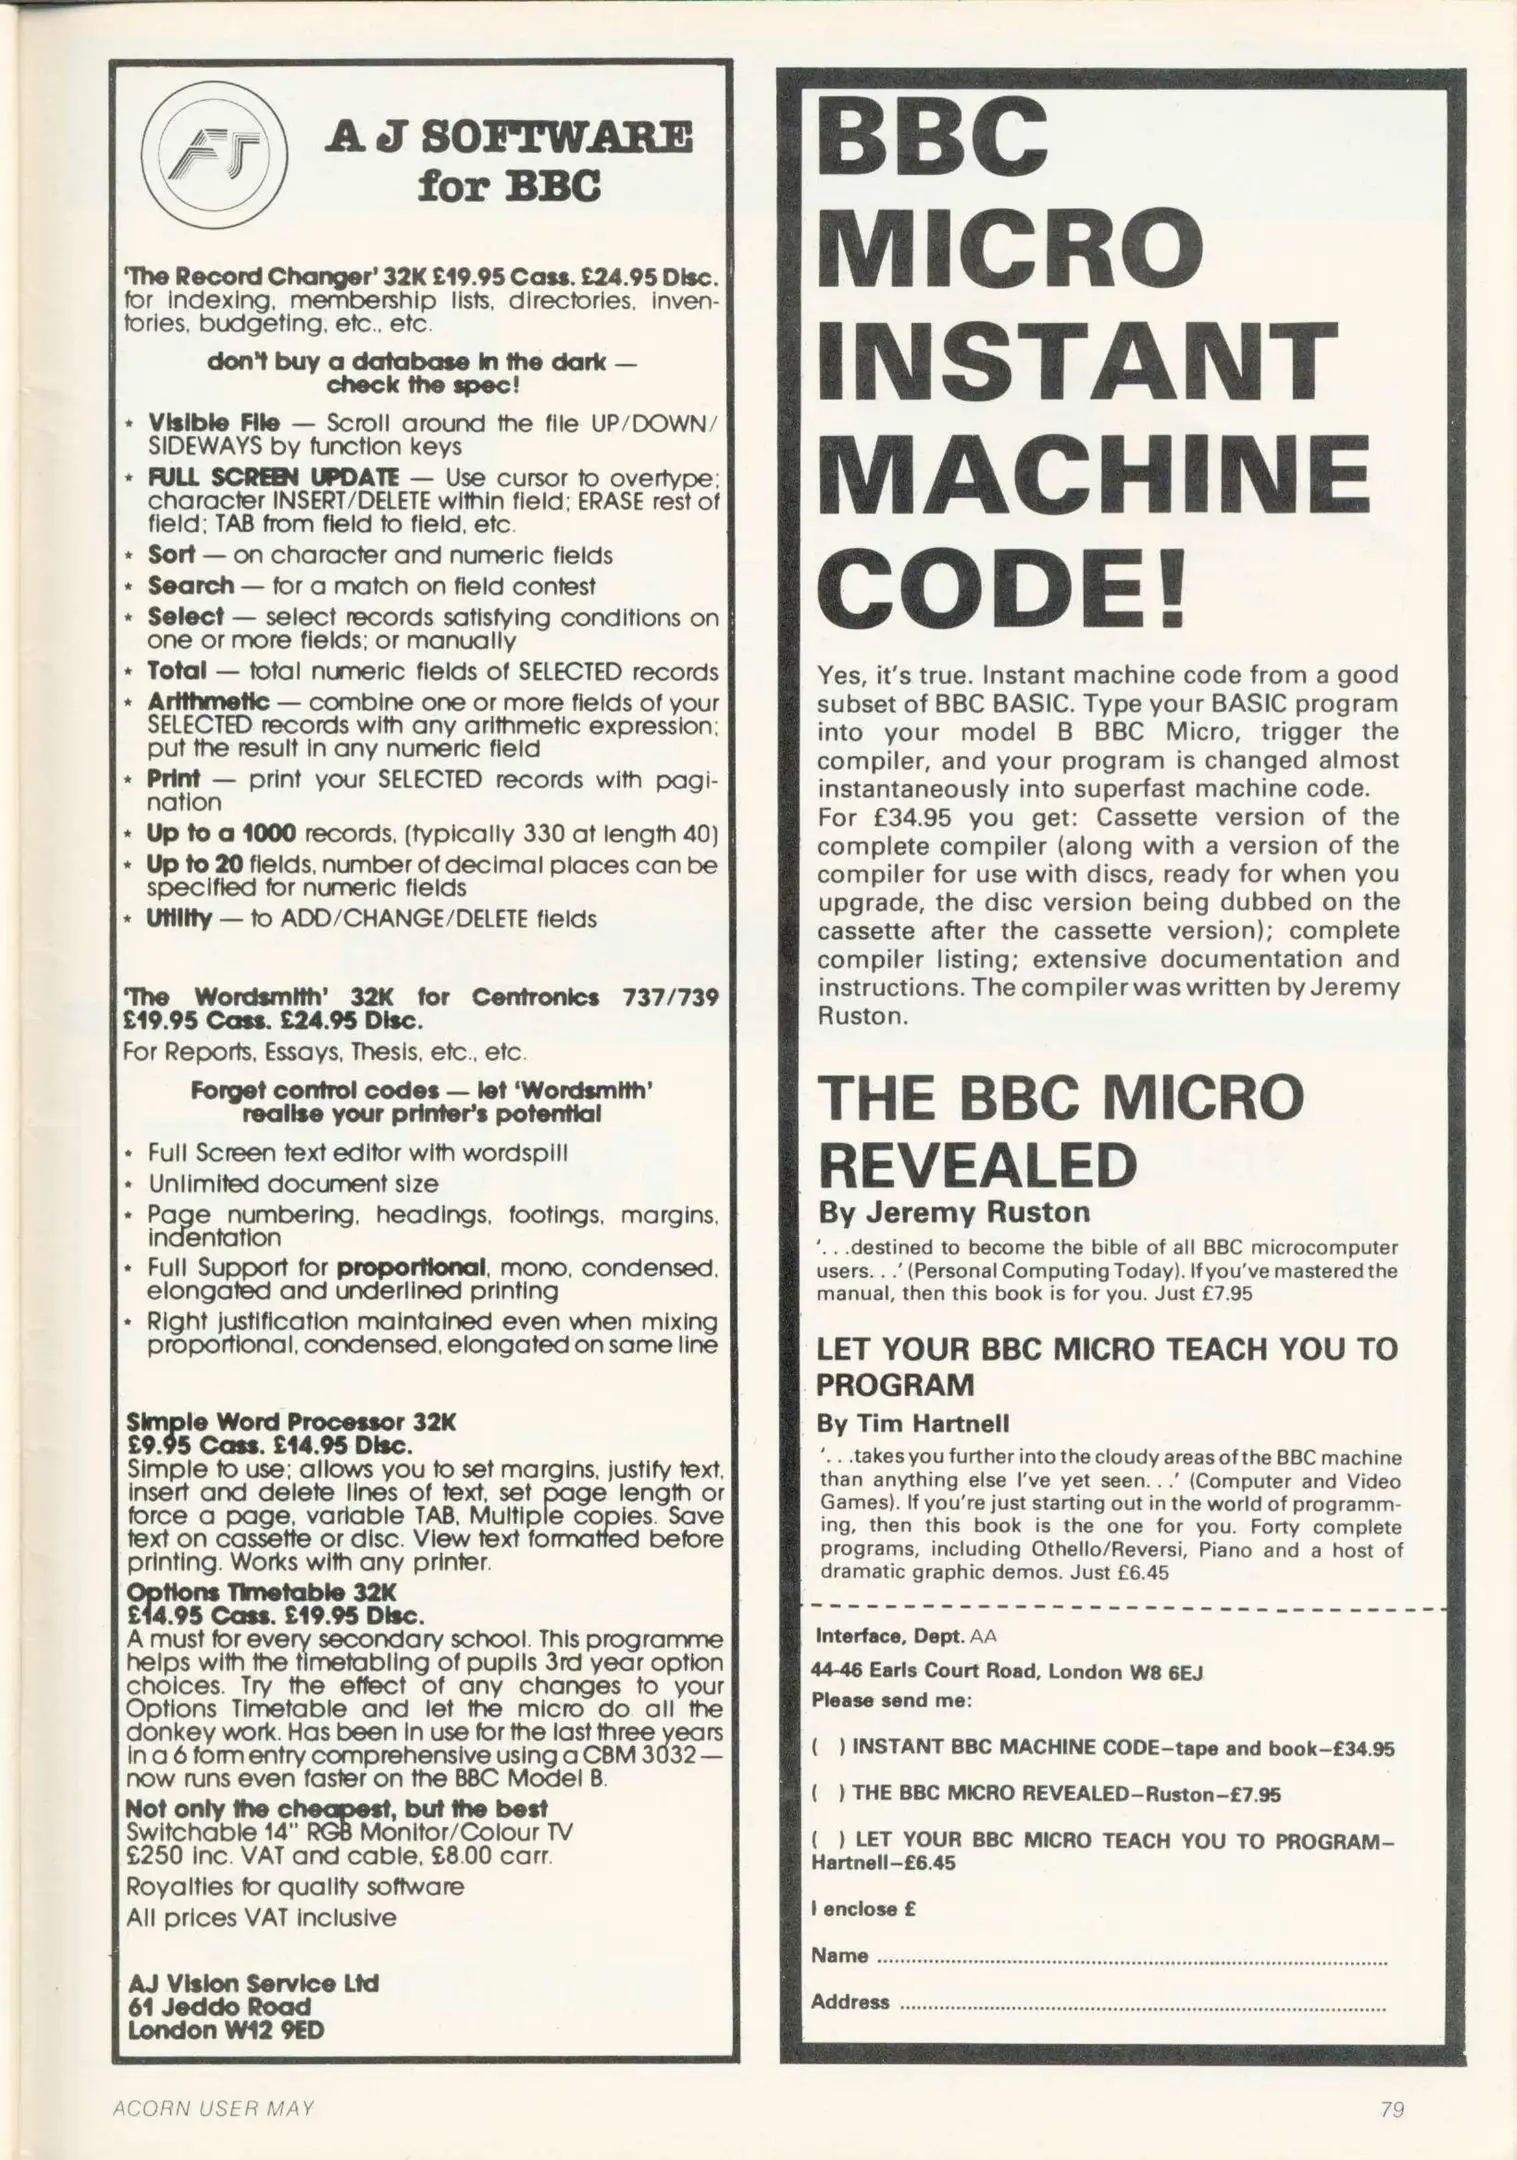 AJ
A J SOFTWARE
for BBC
'The Record Changer' 32K £19.95 Cass. £24.95 Disc.
for indexing, membership lists, directories, inven-
tories, budgeting, etc., etc.
don't buy a database in the dark —
check the spec!
* Visible File — Scroll around the file UP/DOWN/
SIDEWAYS by function keys
* FULL SCREEN UPDATE — Use cursor to overtype;
character INSERT/DELETE within field; ERASE rest of
field; TAB from field to field, etc.
* Sort — on character and numeric fields
* Search — for a match on field contest
* Select — select records satisfying conditions on
one or more fields; or manually
* Total — total numeric fields of SELECTED records
* Arithmetic — combine one or more fields of your
SELECTED records with any arithmetic expression;
put the result in any numeric field
* Print — print your SELECTED records with pagi-
nation
* Up to a 1000 records, (typically 330 at length 40)
* Up to 20 fields, number of decimal places can be
specified for numeric fields
* Utility — to ADD/CHANGE/DELETE fields
'The Wordsmith' 32K for Centronics 737/739
£19.95 Cass. £24.95 Disc.
For Reports, Essays, Thesis, etc., etc.
Forget control codes — let 'Wordsmith'
realise your printer's potential
* Full Screen text editor with wordspill
* Unlimited document size
* Page numbering, headings, footings, margins,
indentation
* Full Support for proportional, mono, condensed,
elongated and underlined printing
* Right justification maintained even when mixing
proportional, condensed, elongated on same line
Simple Word Processor 32K
£9.95 Cass. £14.95 Disc.
Simple to use; allows you to set margins, justify text,
insert and delete lines of text, set page length or
force a page, variable TAB, Multiple copies. Save
text on cassette or disc. View text formatted before
printing. Works with any printer.
Options Timetable 32K
£14.95 Cass. £19.95 Disc.
A must for every secondary school. This programme
helps with the timetabling of pupils 3rd year option
choices. Try the effect of any changes to your
Options Timetable and let the micro do all the
donkey work. Has been in use for the last three years
in a 6 form entry comprehensive using a CBM 3032 —
now runs even faster on the BBC Model B.
Not only the cheapest, but the best
Switchable 14" RGB Monitor/Colour TV
£250 inc. VAT and cable, £8.00 carr.
Royalties for quality software
All prices VAT inclusive
AJ Vision Service Ltd
61 Jeddo Road
London W12 9ED
BBC
MICRO
INSTANT
MACHINE
CODE!
Yes, it's true. Instant machine code from a good
subset of BBC BASIC. Type your BASIC program
into your model B BBC Micro, trigger the
compiler, and your program is changed almost
instantaneously into superfast machine code.
For £34.95 you get: Cassette version of the
complete compiler (along with a version of the
compiler for use with discs, ready for when you
upgrade, the disc version being dubbed on the
cassette after the cassette version); complete
compiler listing; extensive documentation and
instructions. The compiler was written by Jeremy
Ruston.
THE BBC MICRO
REVEALED
By Jeremy Ruston
'. . .destined to become the bible of all BBC microcomputer
users. . .' (Personal Computing Today). If you've mastered the
manual, then this book is for you. Just £7.95
LET YOUR BBC MICRO TEACH YOU TO
PROGRAM
By Tim Hartnell
'. . .takes you further into the cloudy areas of the BBC machine
than anything else I've yet seen. . .' (Computer and Video
Games). If you're just starting out in the world of programm-
ing, then this book is the one for you. Forty complete
programs, including Othello/Reversi, Piano and a host of
dramatic graphic demos. Just £6.45
Interface, Dept. AA
44-46 Earls Court Road, London W8 6EJ
Please send me:
( ) INSTANT BBC MACHINE CODE–tape and book–£34.95
( ) THE BBC MICRO REVEALED–Ruston–£7.95
( ) LET YOUR BBC MICRO TEACH YOU TO PROGRAM–
Hartnell–£6.45
I enclose £
Name
Address
ACORN USER MAY
79